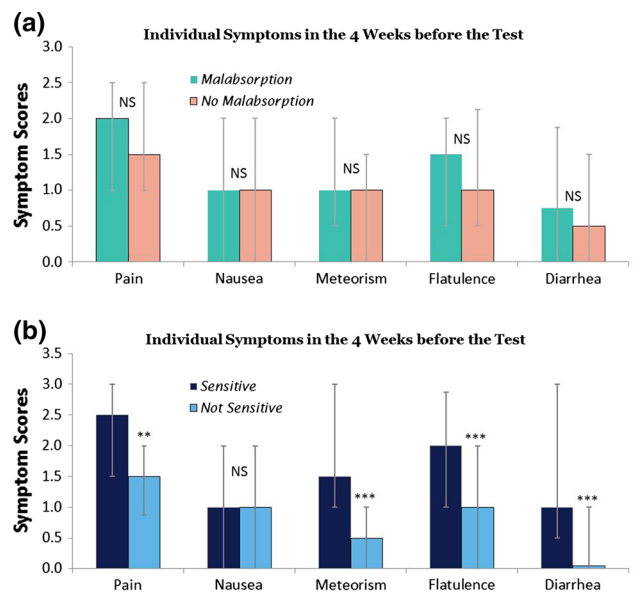 (a)
Individual Symptoms in the 4 Weeks before the Test
Symptom Scores
3.0
2.5
2.0
1.5
1.0
0.5
0.0
Malabsorption
No Malabsorption
NS
NS
NS
NS
NS
Pain Nausea Meteorism Flatulence Diarrhea
(b)
Individual Symptoms in the 4 Weeks before the Test
Symptom Scores
3.5
3.0
2.5
2.0
1.5
1.0
0.5
0.0
Sensitive
Not Sensitive
**
NS
***
***
***
Pain Nausea Meteorism Flatulence Diarrhea